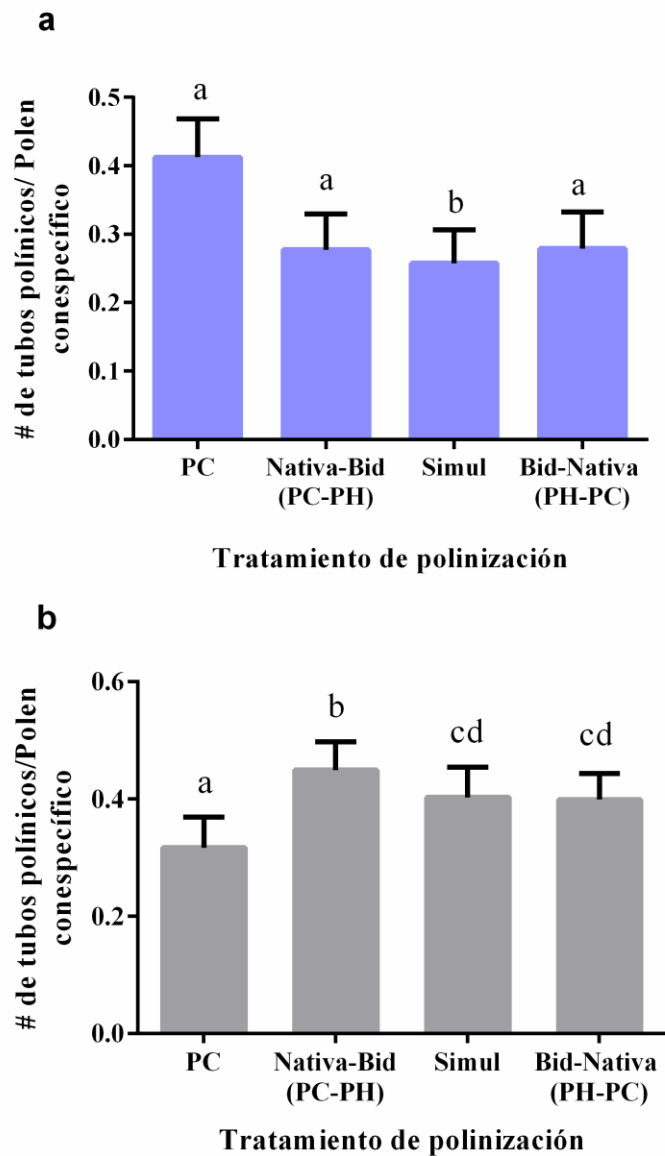 a
# de tubos polínicos/ Polen
conespecífico
0.5
0.4
0.3
0.2
0.1
0.0
a
a
b
a
PC
Nativa-Bid
(PC-PH)
Simul
Bid-Nativa
(PH-PC)
Tratamiento de polinización
b
# de tubos polínicos/Polen
conespecífico
0.6
0.4
0.2
0.0
a
b
cd
cd
PC
Nativa-Bid
(PC-PH)
Simul
Bid-Nativa
(PH-PC)
Tratamiento de polinización